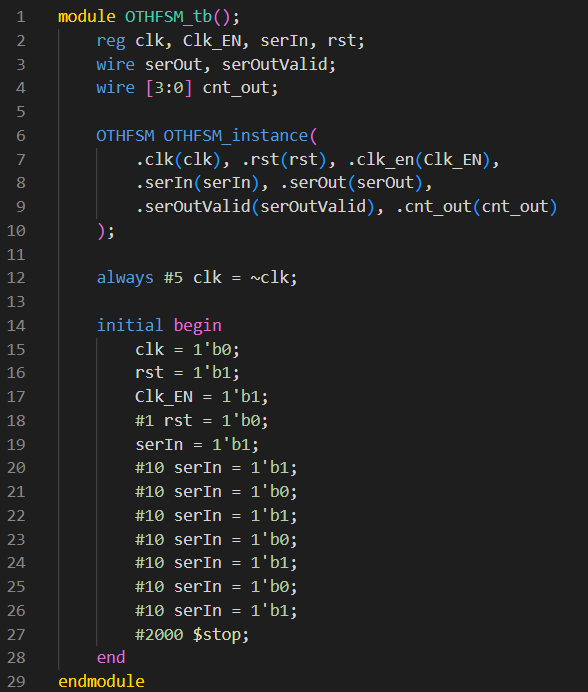 1 module OTHFSM_tb();
2 reg clk, Clk_EN, serIn, rst;
3 wire serOut, serOutValid;
4 wire [3:0] cnt_out;
5
6 OTHFSM OTHFSM_instance(
7 .clk(clk), .rst(rst), .clk_en(Clk_EN),
8 .serIn(serIn), .serOut(serOut),
9 .serOutValid(serOutValid), .cnt_out(cnt_out)
10 );
11
12 always #5 clk = ~clk;
13
14 initial begin
15 clk = 1'b0;
16 rst = 1'b1;
17 Clk_EN = 1'b1;
18 #1 rst = 1'b0;
19 serIn = 1'b1;
20 #10 serIn = 1'b1;
21 #10 serIn = 1'b0;
22 #10 serIn = 1'b1;
23 #10 serIn = 1'b0;
24 #10 serIn = 1'b1;
25 #10 serIn = 1'b0;
26 #10 serIn = 1'b1;
27 #2000 $stop;
28 end
29 endmodule